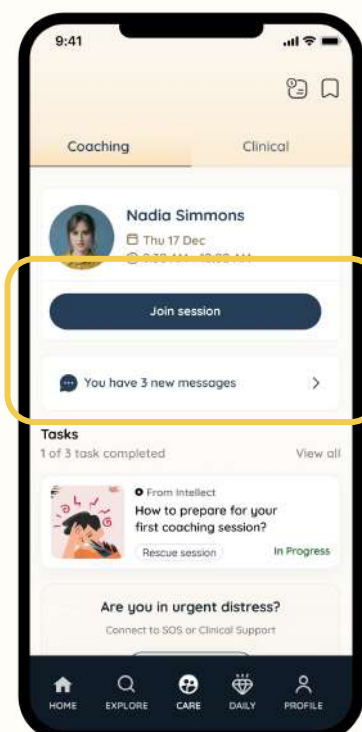 9:41
Coaching Clinical
Nadia Simmons
Thu 17 Dec
Join session
You have 3 new messages
Tasks
1 of 3 task completed View all
From Intellect
How to prepare for your
first coaching session?
Rescue session In Progress
Are you in urgent distress?
Connect to SOS or Clinical Support
HOME EXPLORE CARE DAILY PROFILE